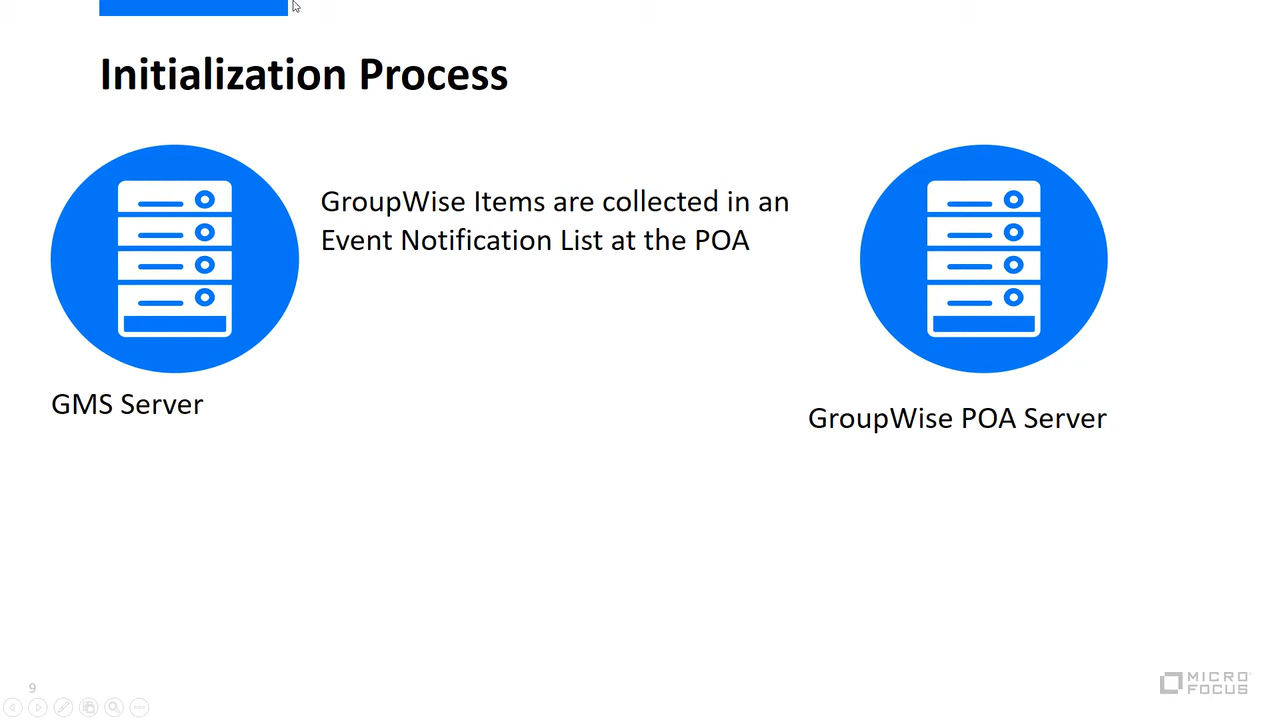 Initialization Process
GroupWise Items are collected in an
Event Notification List at the POA
GMS Server
GroupWise POA Server
9
MICRO
FOCUS